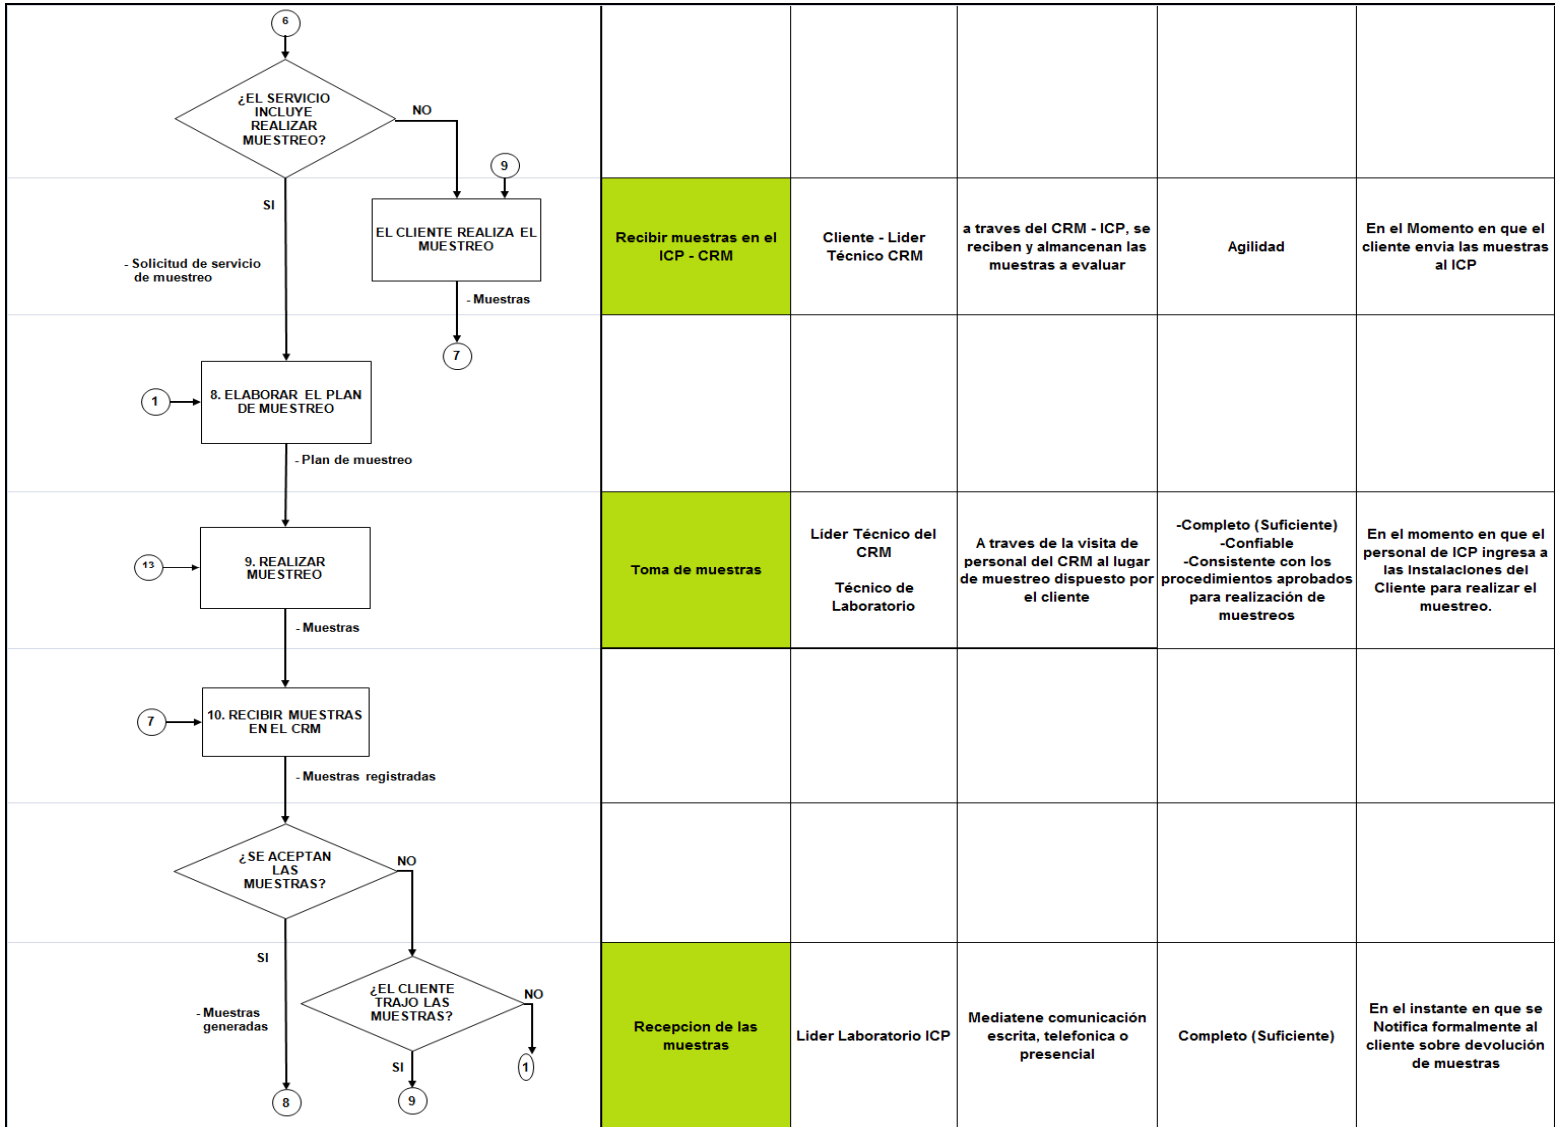 6
¿EL SERVICIO
INCLUYE
REALIZAR
MUESTREO?
NO
9
SI
EL CLIENTE REALIZA EL
MUESTREO
- Solicitud de servicio
de muestreo
- Muestras
7
Recibir muestras en el
ICP - CRM
Cliente - Lider
Técnico CRM
a traves del CRM - ICP, se
reciben y almancenan las
muestras a evaluar
Agilidad
En el Momento en que el
cliente envia las muestras
al ICP
1
8. ELABORAR EL PLAN
DE MUESTREO
- Plan de muestreo
13
9. REALIZAR
MUESTREO
- Muestras
Toma de muestras
Líder Técnico del
CRM
Técnico de
Laboratorio
A traves de la visita de
personal del CRM al lugar
de muestreo dispuesto por
el cliente
-Completo (Suficiente)
-Confiable
-Consistente con los
procedimientos aprobados
para realización de
muestreos
En el momento en que el
personal de ICP ingresa a
las Instalaciones del
Cliente para realizar el
muestreo.
7
10. RECIBIR MUESTRAS
EN EL CRM
- Muestras registradas
¿SE ACEPTAN
LAS
MUESTRAS?
NO
SI
- Muestras
generadas
¿EL CLIENTE
TRAJO LAS
MUESTRAS?
NO
SI
1
8
9
Recepcion de las
muestras
Lider Laboratorio ICP
Mediatene comunicación
escrita, telefonica o
presencial
Completo (Suficiente)
En el instante en que se
Notifica formalmente al
cliente sobre devolución
de muestras